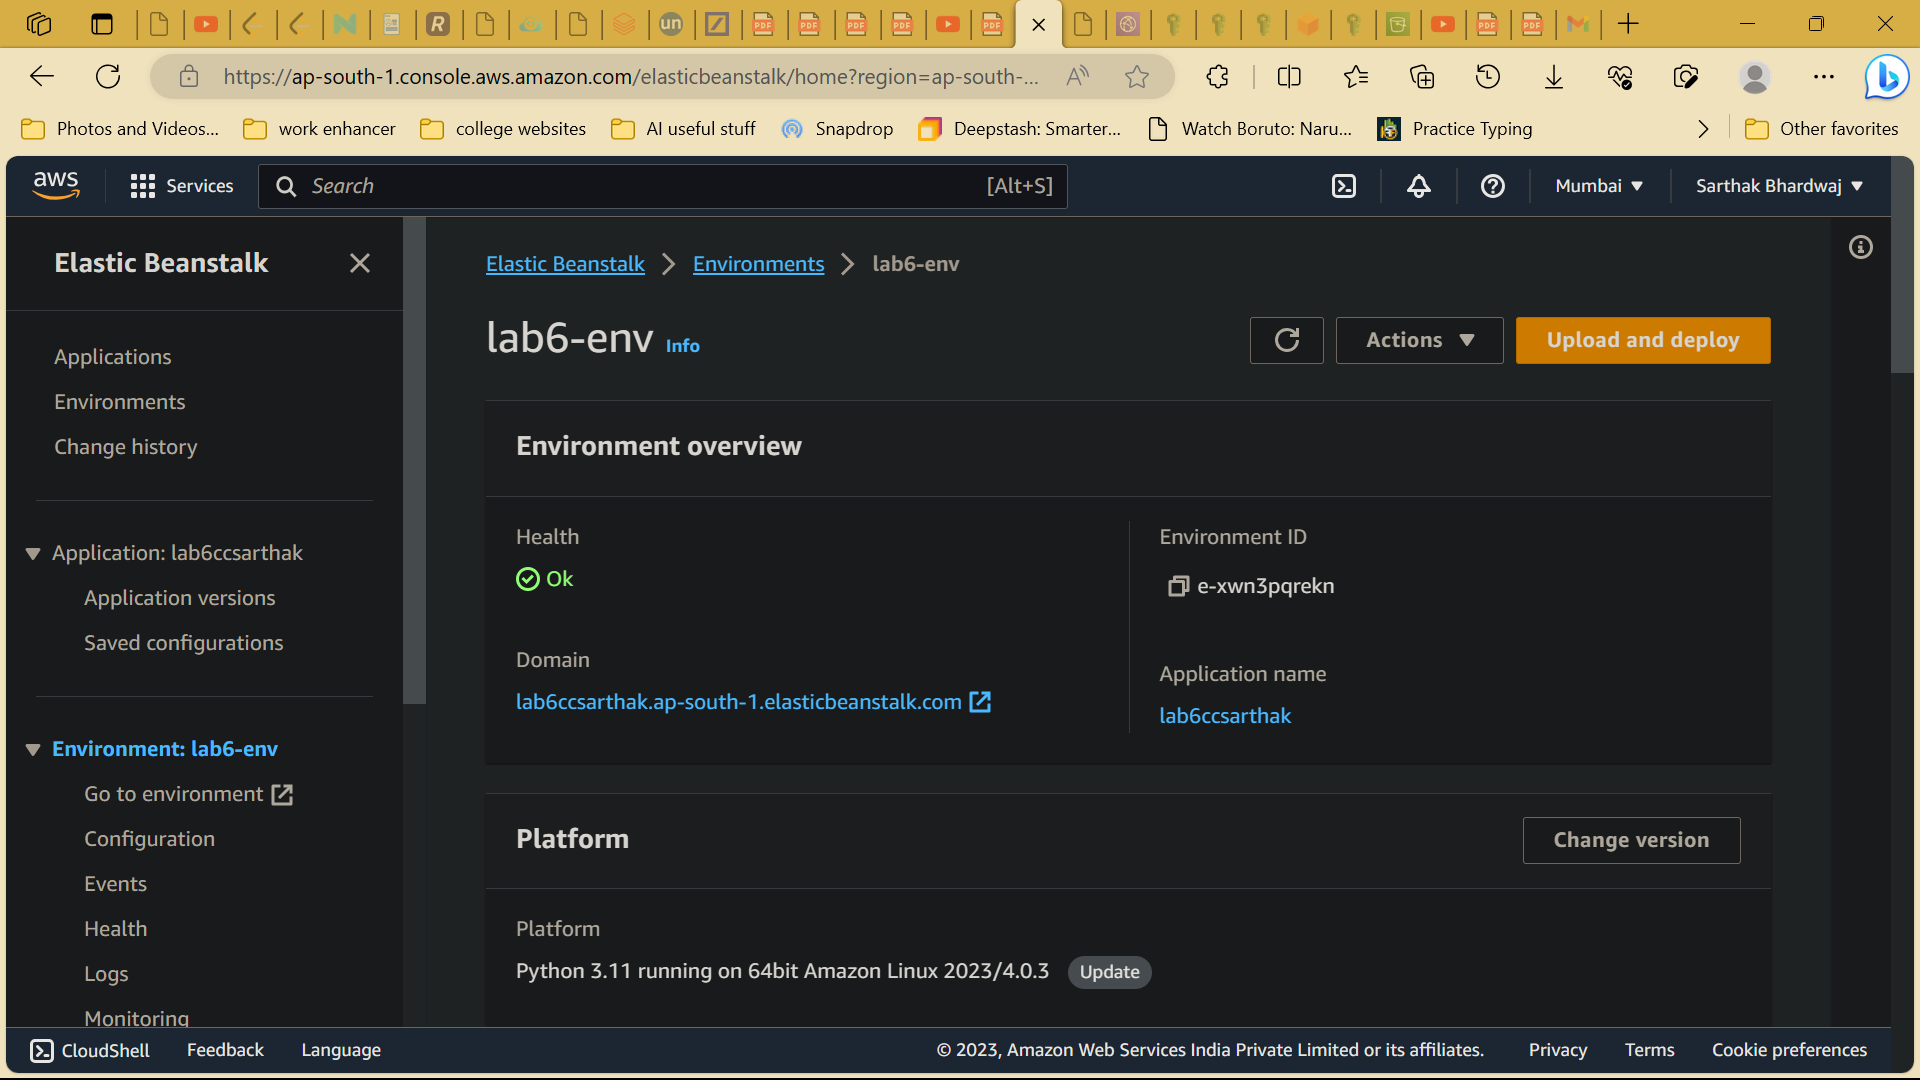 https://ap-south-1.console.aws.amazon.com/elasticbeanstalk/home?region=ap-south-...
Photos and Videos...
work enhancer
college websites
AI useful stuff
Snapdrop
Deepstash: Smarter...
Watch Boruto: Naru...
Practice Typing
Other favorites
aws
Services
Search
[Alt+S]
Mumbai
Sarthak Bhardwaj
Elastic Beanstalk
Applications
Environments
Change history
Application: lab6ccsarthak
Application versions
Saved configurations
Environment: lab6-env
Go to environment
Configuration
Events
Health
Logs
Monitoring
Elastic Beanstalk
Environments
lab6-env
lab6-env Info
Actions
Upload and deploy
Environment overview
Health
Ok
Domain
lab6ccsarthak.ap-south-1.elasticbeanstalk.com
Environment ID
e-xwn3pqrekn
Application name
lab6ccsarthak
Platform
Change version
Platform
Python 3.11 running on 64bit Amazon Linux 2023/4.0.3
Update
CloudShell
Feedback
Language
© 2023, Amazon Web Services India Private Limited or its affiliates.
Privacy
Terms
Cookie preferences